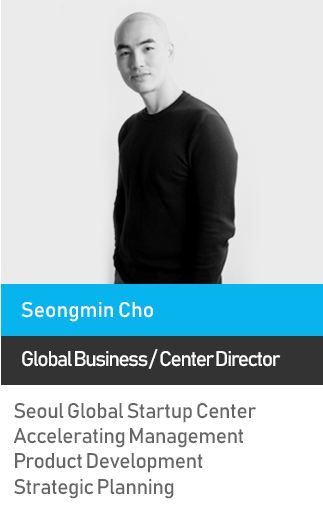 Seongmin Cho
Global Business / Center Director
Seoul Global Startup Center
Accelerating Management
Product Development
Strategic Planning